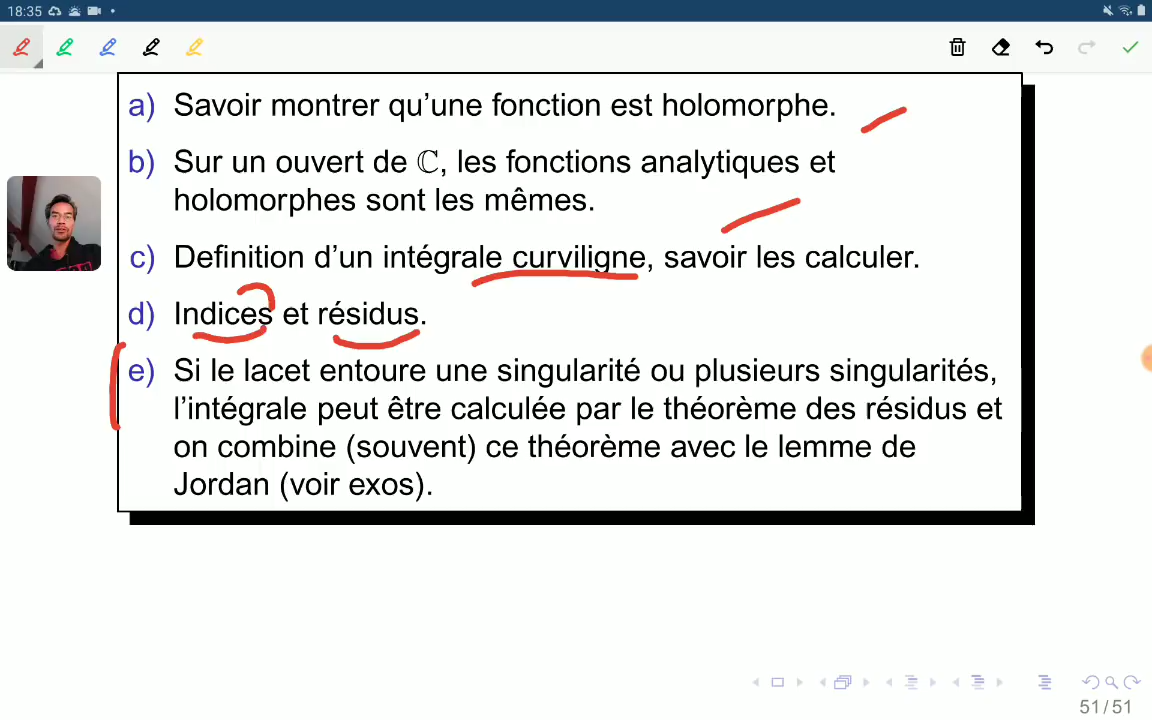 18:35
a) Savoir montrer qu'une fonction est holomorphe.
b) Sur un ouvert de ℂ, les fonctions analytiques et
holomorphes sont les mêmes.
c) Definition d'un intégrale curviligne, savoir les calculer.
d) Indices et résidus.
e) Si le lacet entoure une singularité ou plusieurs singularités,
l'intégrale peut être calculée par le théorème des résidus et
on combine (souvent) ce théorème avec le lemme de
Jordan (voir exos).
51/51